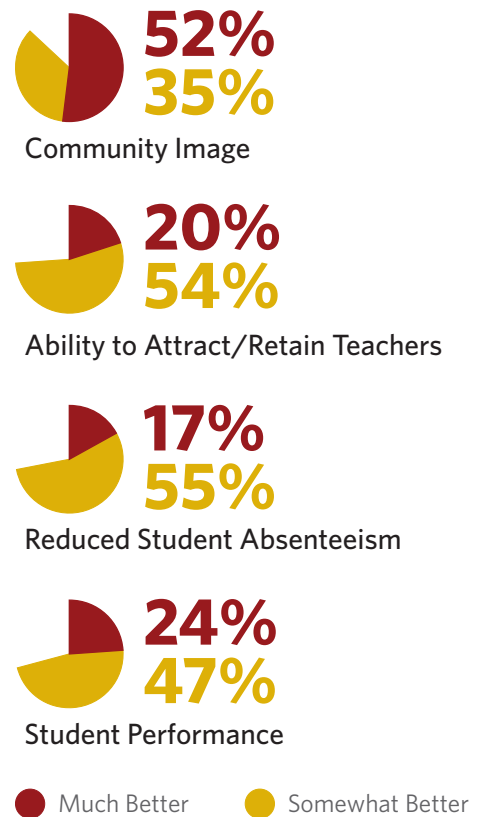 52%
35%
Community Image
20%
54%
Ability to Attract/Retain Teachers
17%
55%
Reduced Student Absenteeism
24%
47%
Student Performance
Much Better Somewhat Better